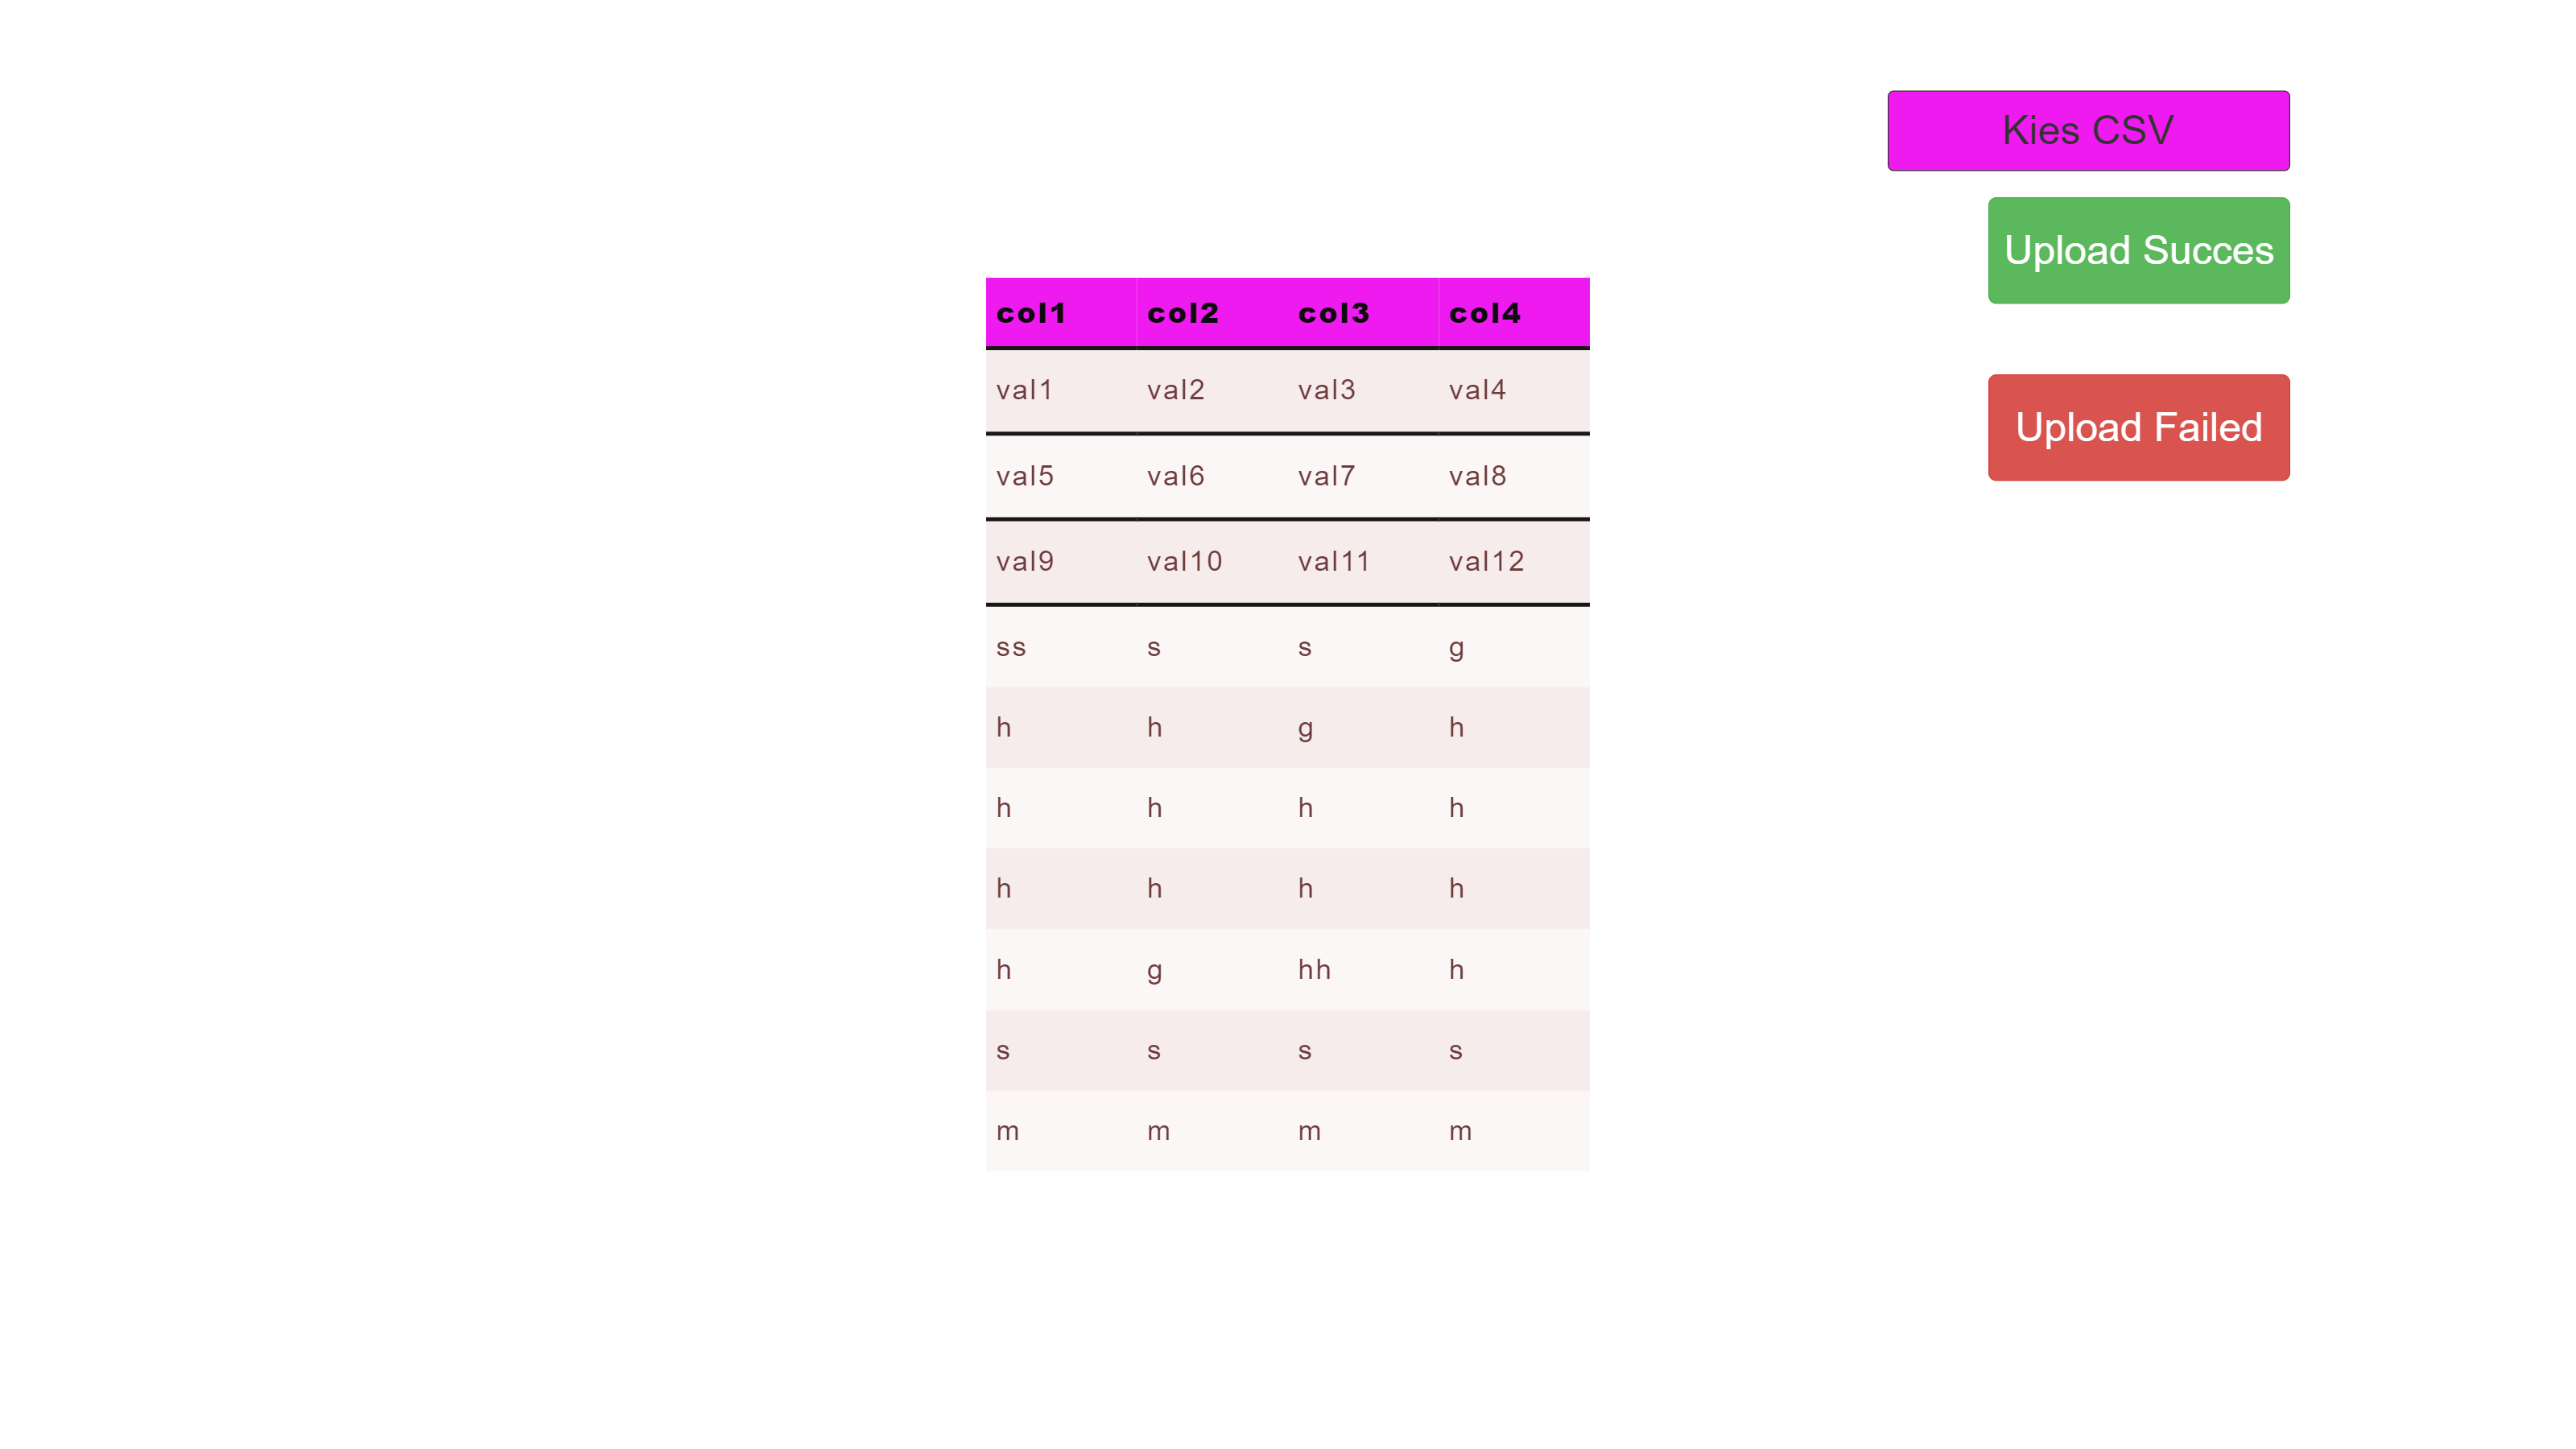 Kies CSV
Upload Succes
Upload Failed
col1 col2 col3 col4
val1 val2 val3 val4
val5 val6 val7 val8
val9 val10 val11 val12
ss s s g
h h g h
h h h h
h h h h
h g hh h
s s s s
m m m m